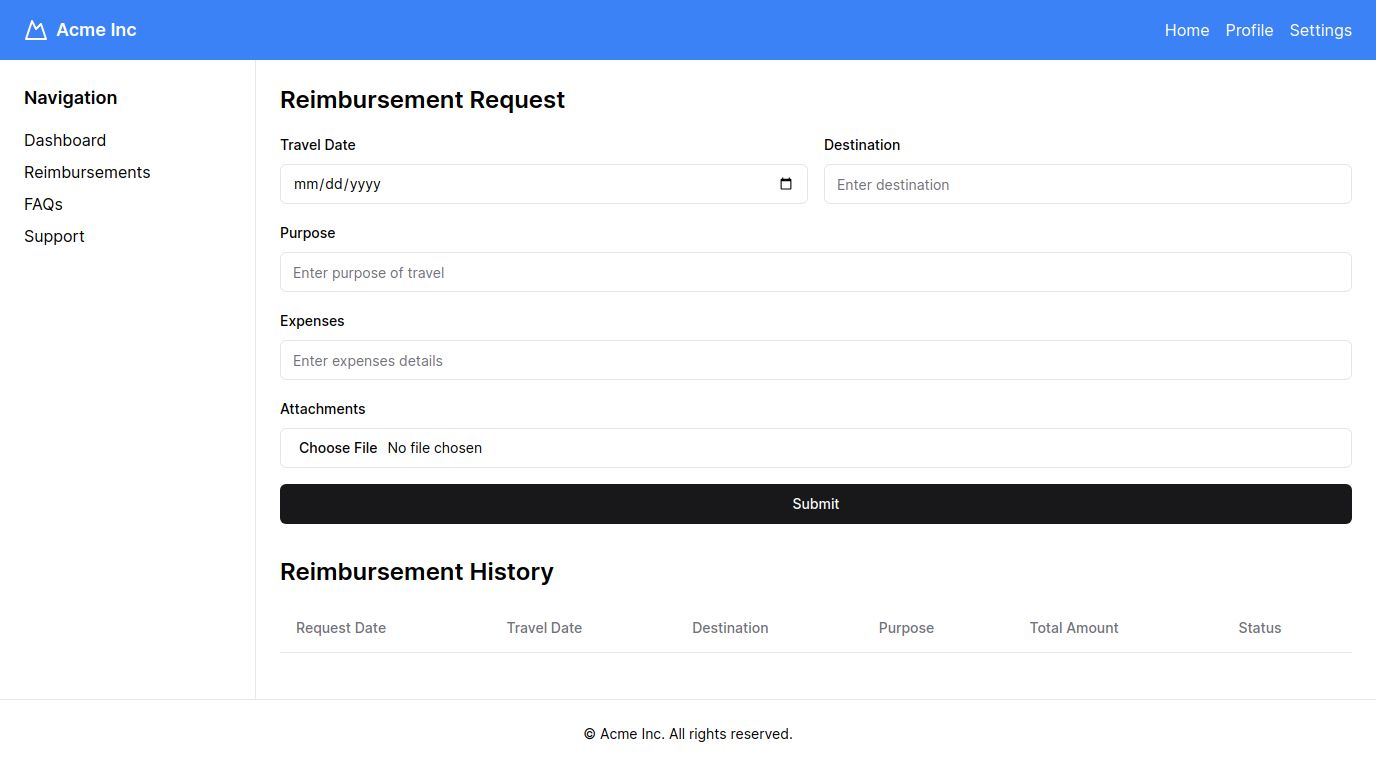 Acme Inc
Home Profile Settings
Navigation
Dashboard
Reimbursements
FAQs
Support
Reimbursement Request
Travel Date
mm/dd/yyyy
Destination
Enter destination
Purpose
Enter purpose of travel
Expenses
Enter expenses details
Attachments
Choose File No file chosen
Submit
Reimbursement History
Request Date Travel Date Destination Purpose Total Amount Status
© Acme Inc. All rights reserved.